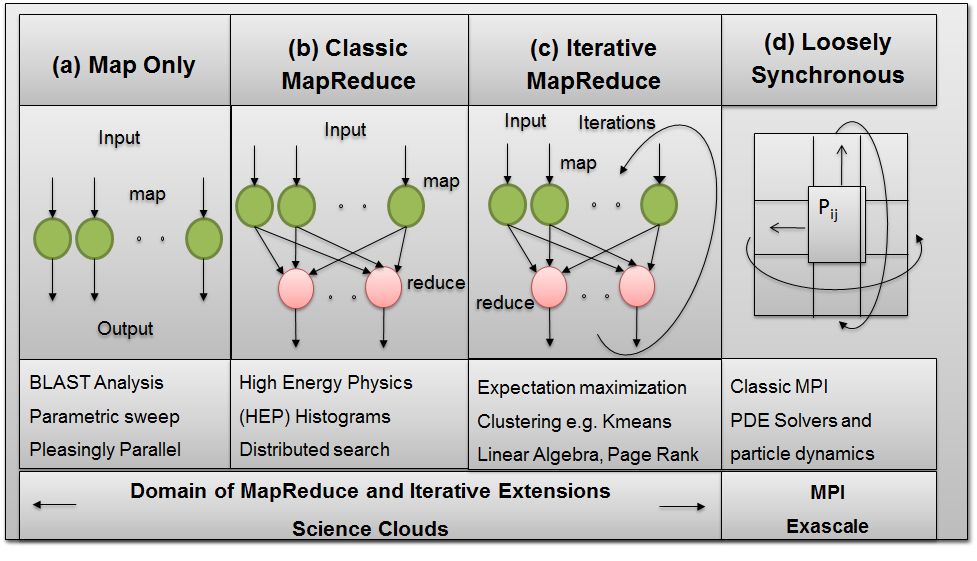 (a) Map Only
(b) Classic
MapReduce
(c) Iterative
MapReduce
(d) Loosely
Synchronous
Input
map
Output
Input
map
reduce
Input
Iterations
map
reduce
Pij
BLAST Analysis
Parametric sweep
Pleasingly Parallel
High Energy Physics
(HEP) Histograms
Distributed search
Expectation maximization
Clustering e.g. Kmeans
Linear Algebra, Page Rank
Classic MPI
PDE Solvers and
particle dynamics
Domain of MapReduce and Iterative Extensions
Science Clouds
MPI
Exascale